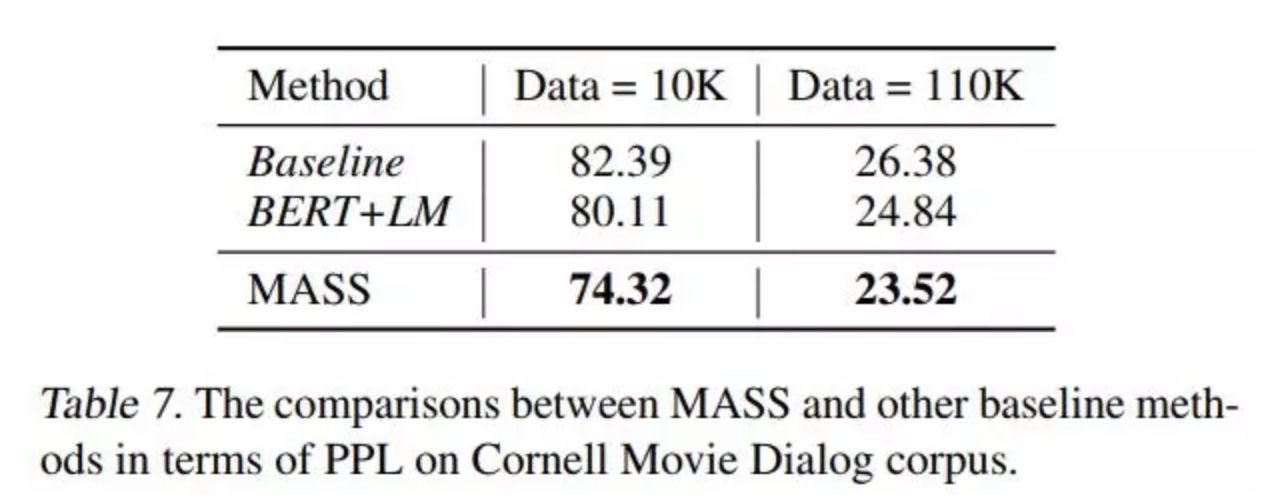 Method Data = 10K Data = 110K
Baseline 82.39 26.38
BERT+LM 80.11 24.84
MASS 74.32 23.52
Table 7. The comparisons between MASS and other baseline meth-
ods in terms of PPL on Cornell Movie Dialog corpus.